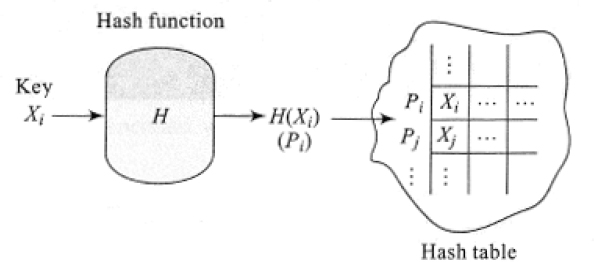 Hash function
Key
X_i
H
H(X_i)
(P_i)
⋮
P_i X_i ⋯ ⋯
P_j X_j ⋯
⋮ ⋮
Hash table